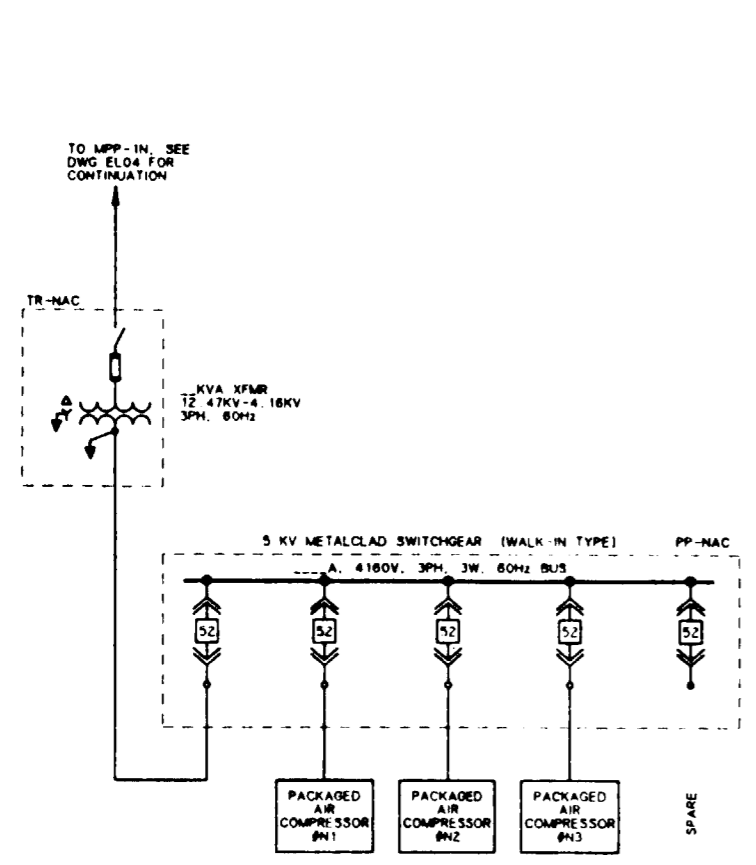 TO MPP-IN, SEE
DWG EL04 FOR
CONTINUATION
TR-NAC
__KVA XFMR
12.47KV-4.16KV
3PH, 60Hz
5 KV METALCLAD SWITCHGEAR (WALK-IN TYPE) PP-NAC
____A, 4160V, 3PH, 3W, 60Hz BUS
52 52 52 52 52
PACKAGED
AIR
COMPRESSOR
#N1
PACKAGED
AIR
COMPRESSOR
#N2
PACKAGED
AIR
COMPRESSOR
#N3
SPARE